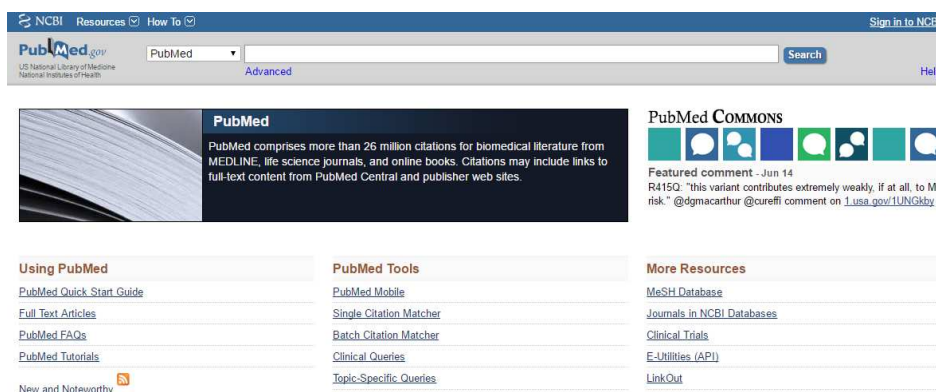 NCBI Resources How To Sign in to NCB
PubMed.gov
US National Library of Medicine
National Institutes of Health
PubMed
Search
Advanced
Hel
PubMed
PubMed comprises more than 26 million citations for biomedical literature from
MEDLINE, life science journals, and online books. Citations may include links to
full-text content from PubMed Central and publisher web sites.
PubMed Commons
Featured comment - Jun 14
R415Q: "this variant contributes extremely weakly, if at all, to M
risk." @dgmacarthur @cureffi comment on 1.usa.gov/1UNGkby
Using PubMed
PubMed Quick Start Guide
Full Text Articles
PubMed FAQs
PubMed Tutorials
New and Noteworthy
PubMed Tools
PubMed Mobile
Single Citation Matcher
Batch Citation Matcher
Clinical Queries
Topic-Specific Queries
More Resources
MeSH Database
Journals in NCBI Databases
Clinical Trials
E-Utilities (API)
LinkOut